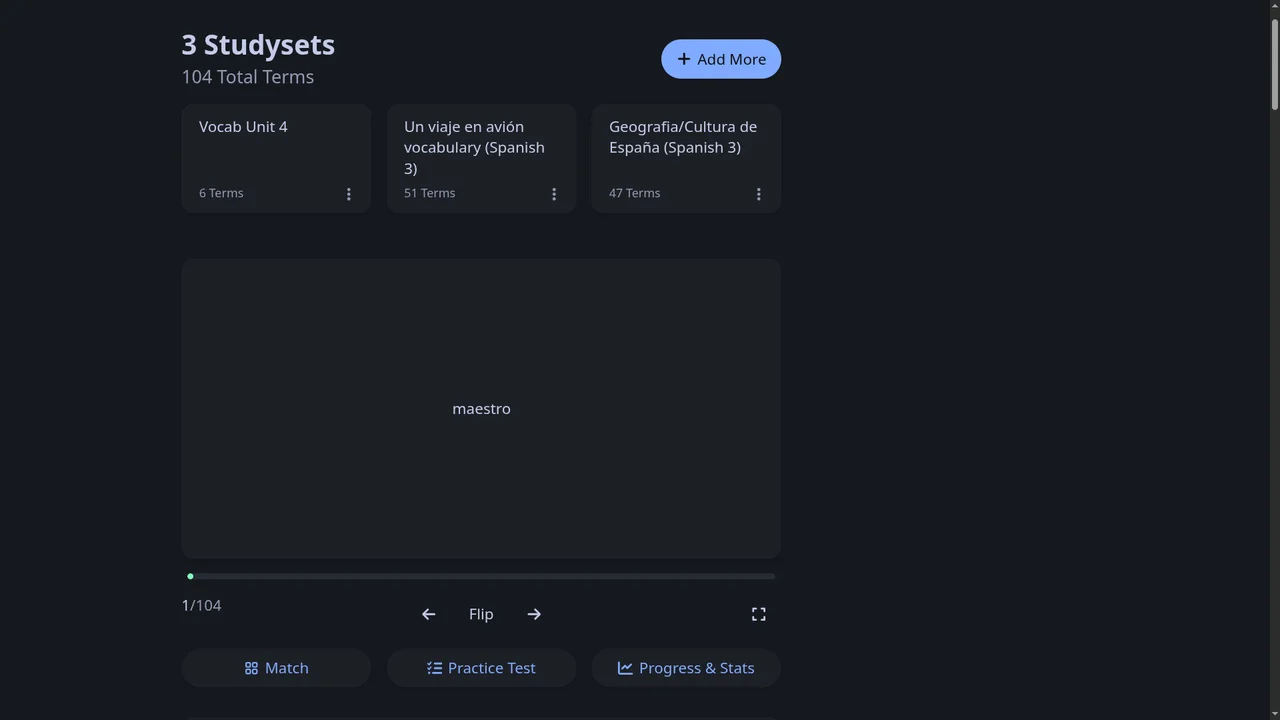 3 Studysets
104 Total Terms
Add More
Vocab Unit 4
6 Terms
Un viaje en avión
vocabulary (Spanish
3)
51 Terms
Geografia/Cultura de
España (Spanish 3)
47 Terms
maestro
1/104
Flip
Match
Practice Test
Progress & Stats